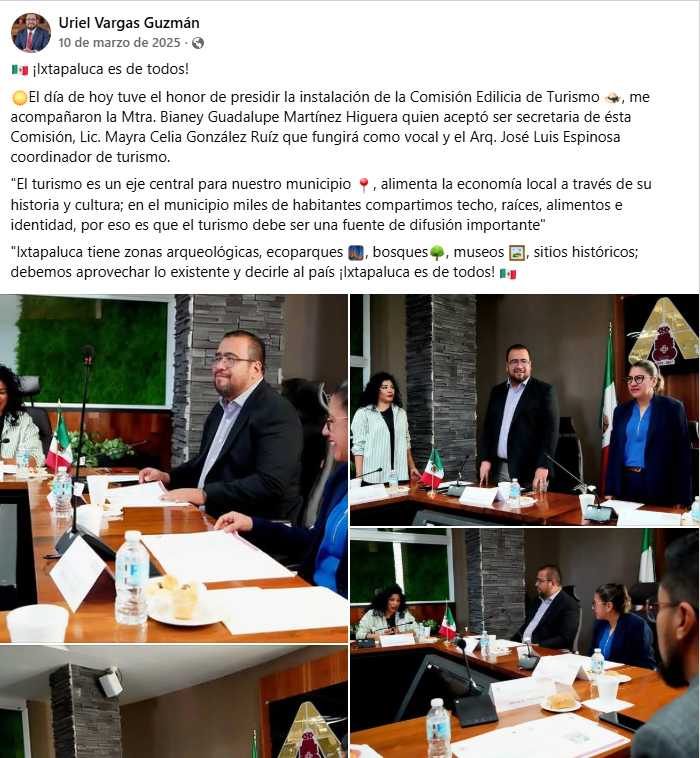 Uriel Vargas Guzmán
10 de marzo de 2025 ·
🇲🇽 ¡Ixtapaluca es de todos!
🌞El día de hoy tuve el honor de presidir la instalación de la Comisión Edilicia de Turismo 👒, me
acompañaron la Mtra. Bianey Guadalupe Martínez Higuera quien aceptó ser secretaria de ésta
Comisión, Lic. Mayra Celia González Ruíz que fungirá como vocal y el Arq. José Luis Espinosa
coordinador de turismo.
"El turismo es un eje central para nuestro municipio 📍, alimenta la economía local a través de su
historia y cultura; en el municipio miles de habitantes compartimos techo, raíces, alimentos e
identidad, por eso es que el turismo debe ser una fuente de difusión importante"
"Ixtapaluca tiene zonas arqueológicas, ecoparques 🌉, bosques🌳, museos 🖼️, sitios históricos;
debemos aprovechar lo existente y decirle al país ¡Ixtapaluca es de todos! 🇲🇽